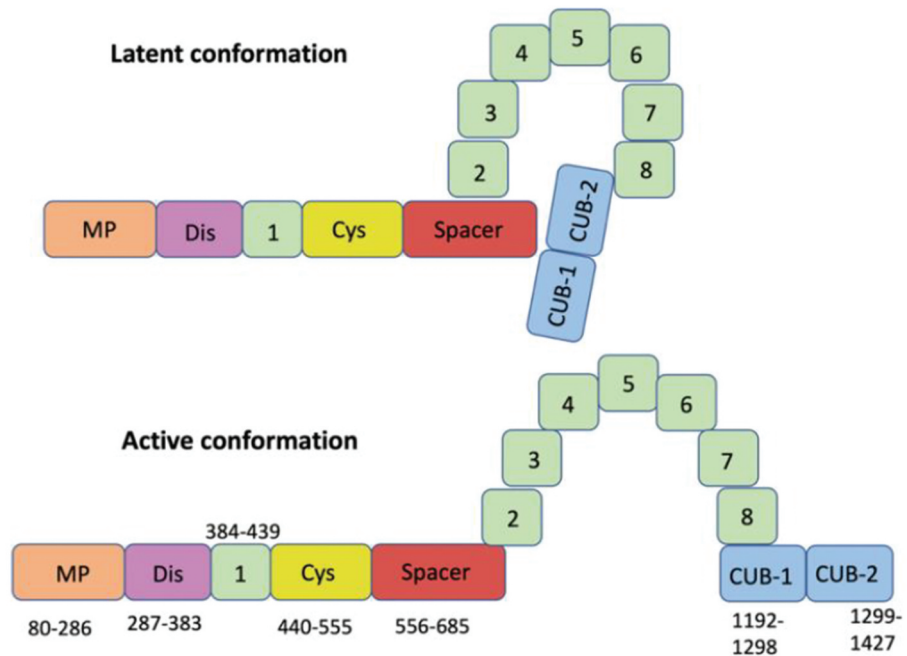 Latent conformation
4
5
6
3
7
2
8
MP
Dis
1
Cys
Spacer
CUB-2
CUB-1
Active conformation
4
5
6
3
7
2
8
384-439
MP
Dis
1
Cys
Spacer
CUB-1
CUB-2
80-286
287-383
440-555
556-685
1192-
1298
1299-
1427